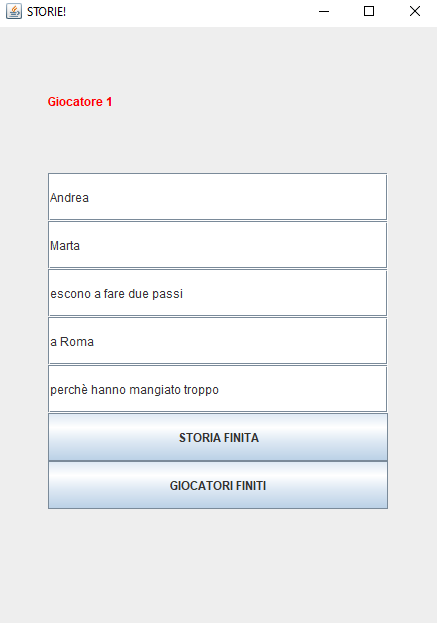 STORIE!
Giocatore 1
Andrea
Marta
escono a fare due passi
a Roma
perchè hanno mangiato troppo
STORIA FINITA
GIOCATORI FINITI